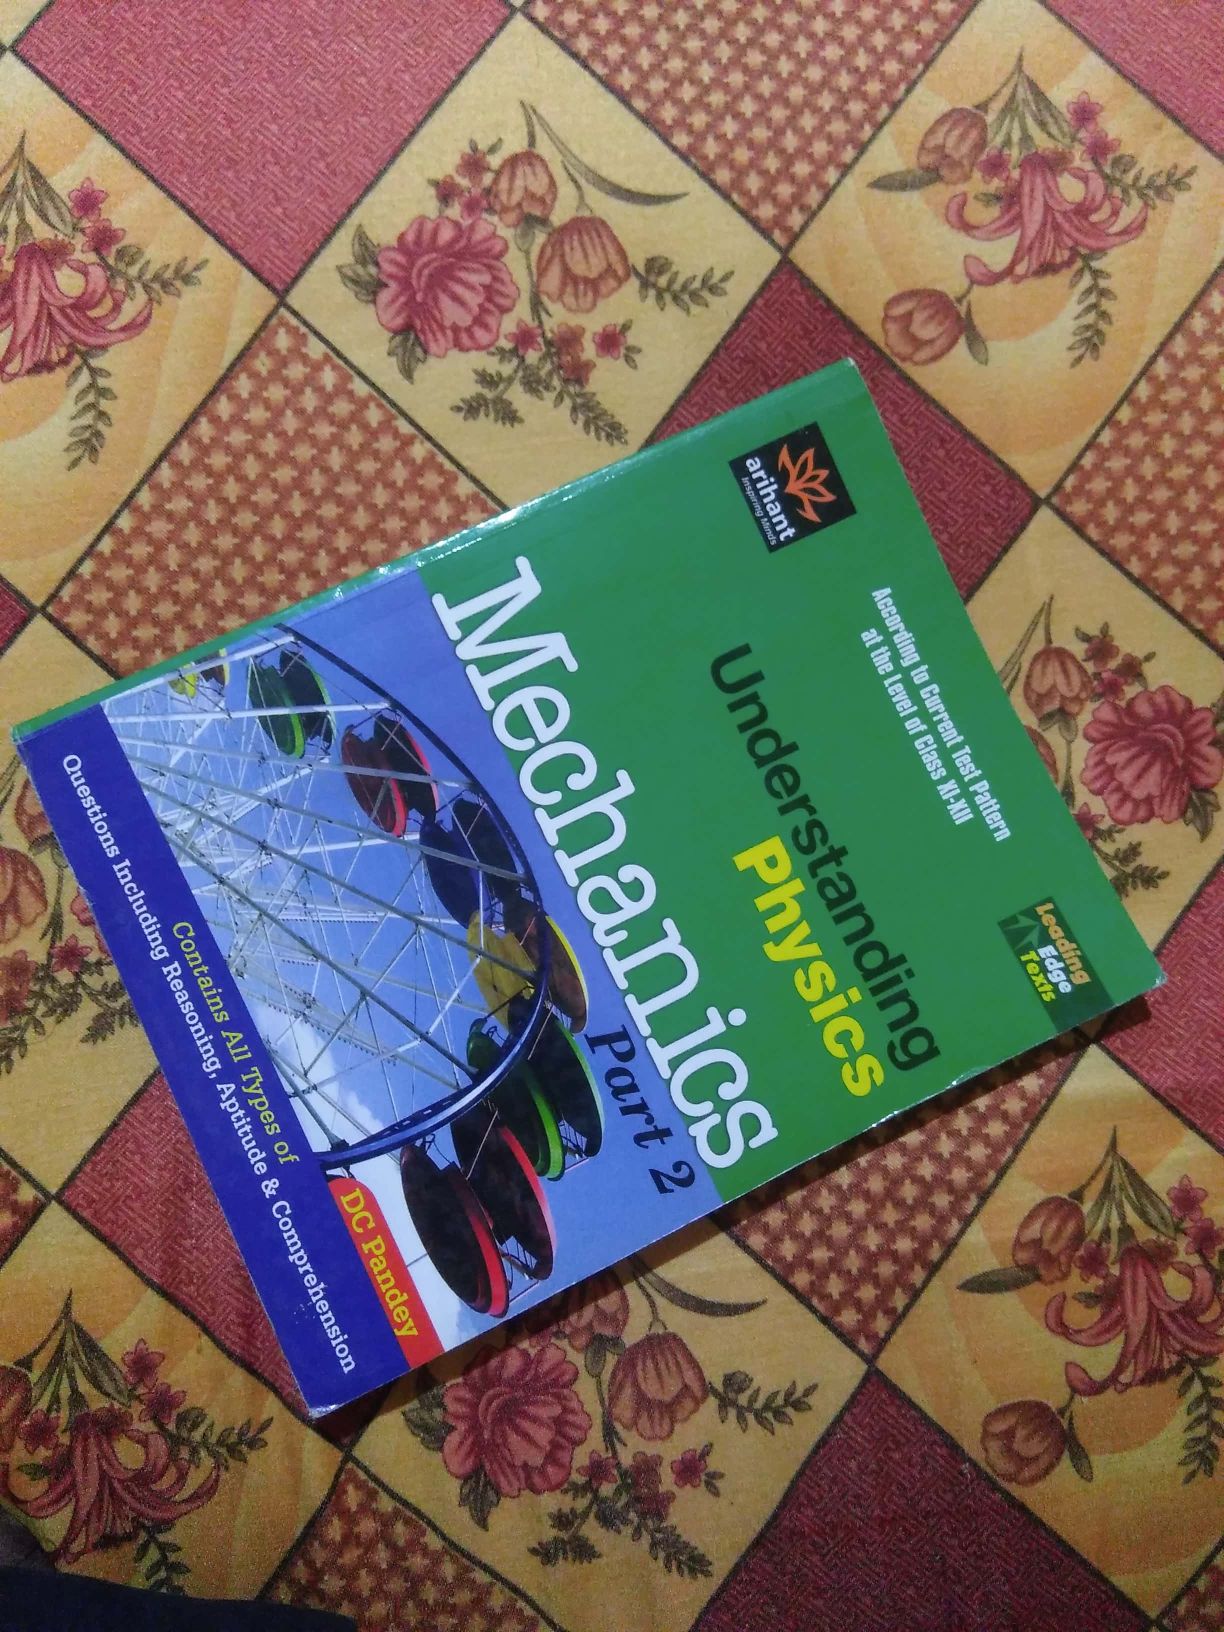 arihant
Inspiring Minds
According to Current Test Pattern
at the Level of Class XI-XII
Leading
Edge
Texts
Understanding
Physics
Mechanics
Part 2
DC Pandey
Contains All Types of
Questions Including Reasoning, Aptitude & Comprehension